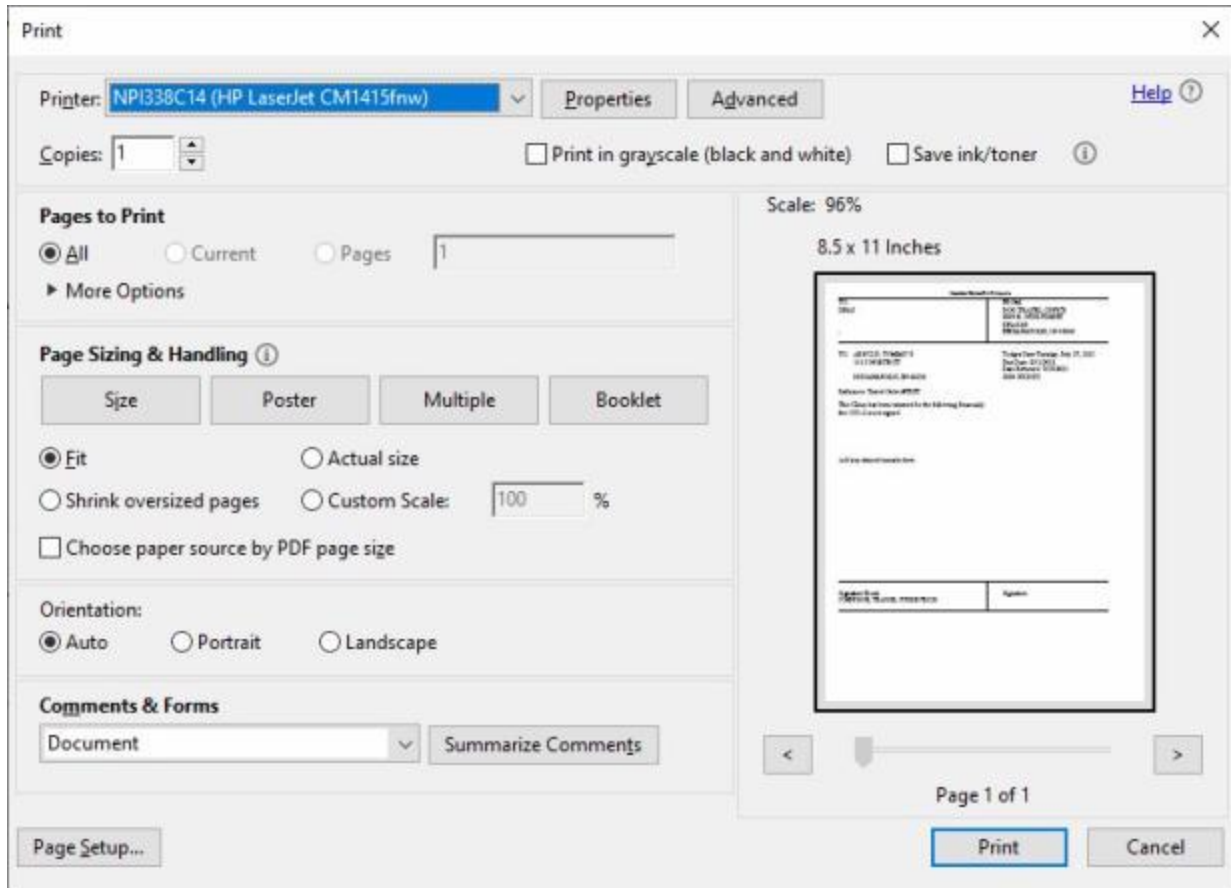 Print
Printer: NPI338C14 (HP LaserJet CM1415fnw) Properties Advanced Help
Copies: 1 Print in grayscale (black and white) Save ink/toner
Pages to Print
All Current Pages 1
More Options
Page Sizing & Handling
Size Poster Multiple Booklet
Fit Actual size
Shrink oversized pages Custom Scale: 100 %
Choose paper source by PDF page size
Orientation:
Auto Portrait Landscape
Comments & Forms
Document Summarize Comments
Page Setup...
Scale: 96%
8.5 x 11 Inches
< >
Page 1 of 1
Print Cancel